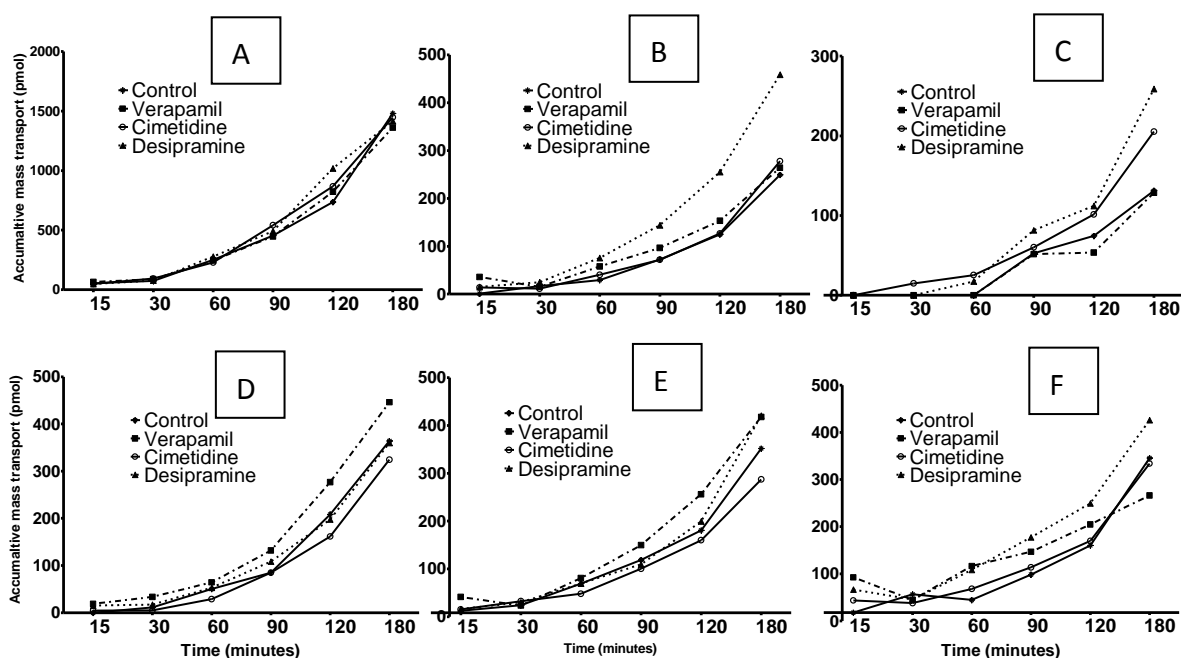 A
Accumaltive mass transport (pmol)
2000
1500
1000
500
0
Control
Verapamil
Cimetidine
Desipramine
15 30 60 90 120 180
B
500
400
300
200
100
0
Control
Verapamil
Cimetidine
Desipramine
15 30 60 90 120 180
C
300
200
100
0
Control
Verapamil
Cimetidine
Desipramine
15 30 60 90 120 180
D
Accumaltive mass transport (pmol)
500
400
300
200
100
0
Control
Verapamil
Cimetidine
Desipramine
15 30 60 90 120 180
Time (minutes)
E
500
400
300
200
100
0
Control
Verapamil
Cimetidine
Desipramine
15 30 60 90 120 180
Time (minutes)
F
500
400
300
200
100
0
Control
Verapamil
Cimetidine
Desipramine
15 30 60 90 120 180
Time (minutes)